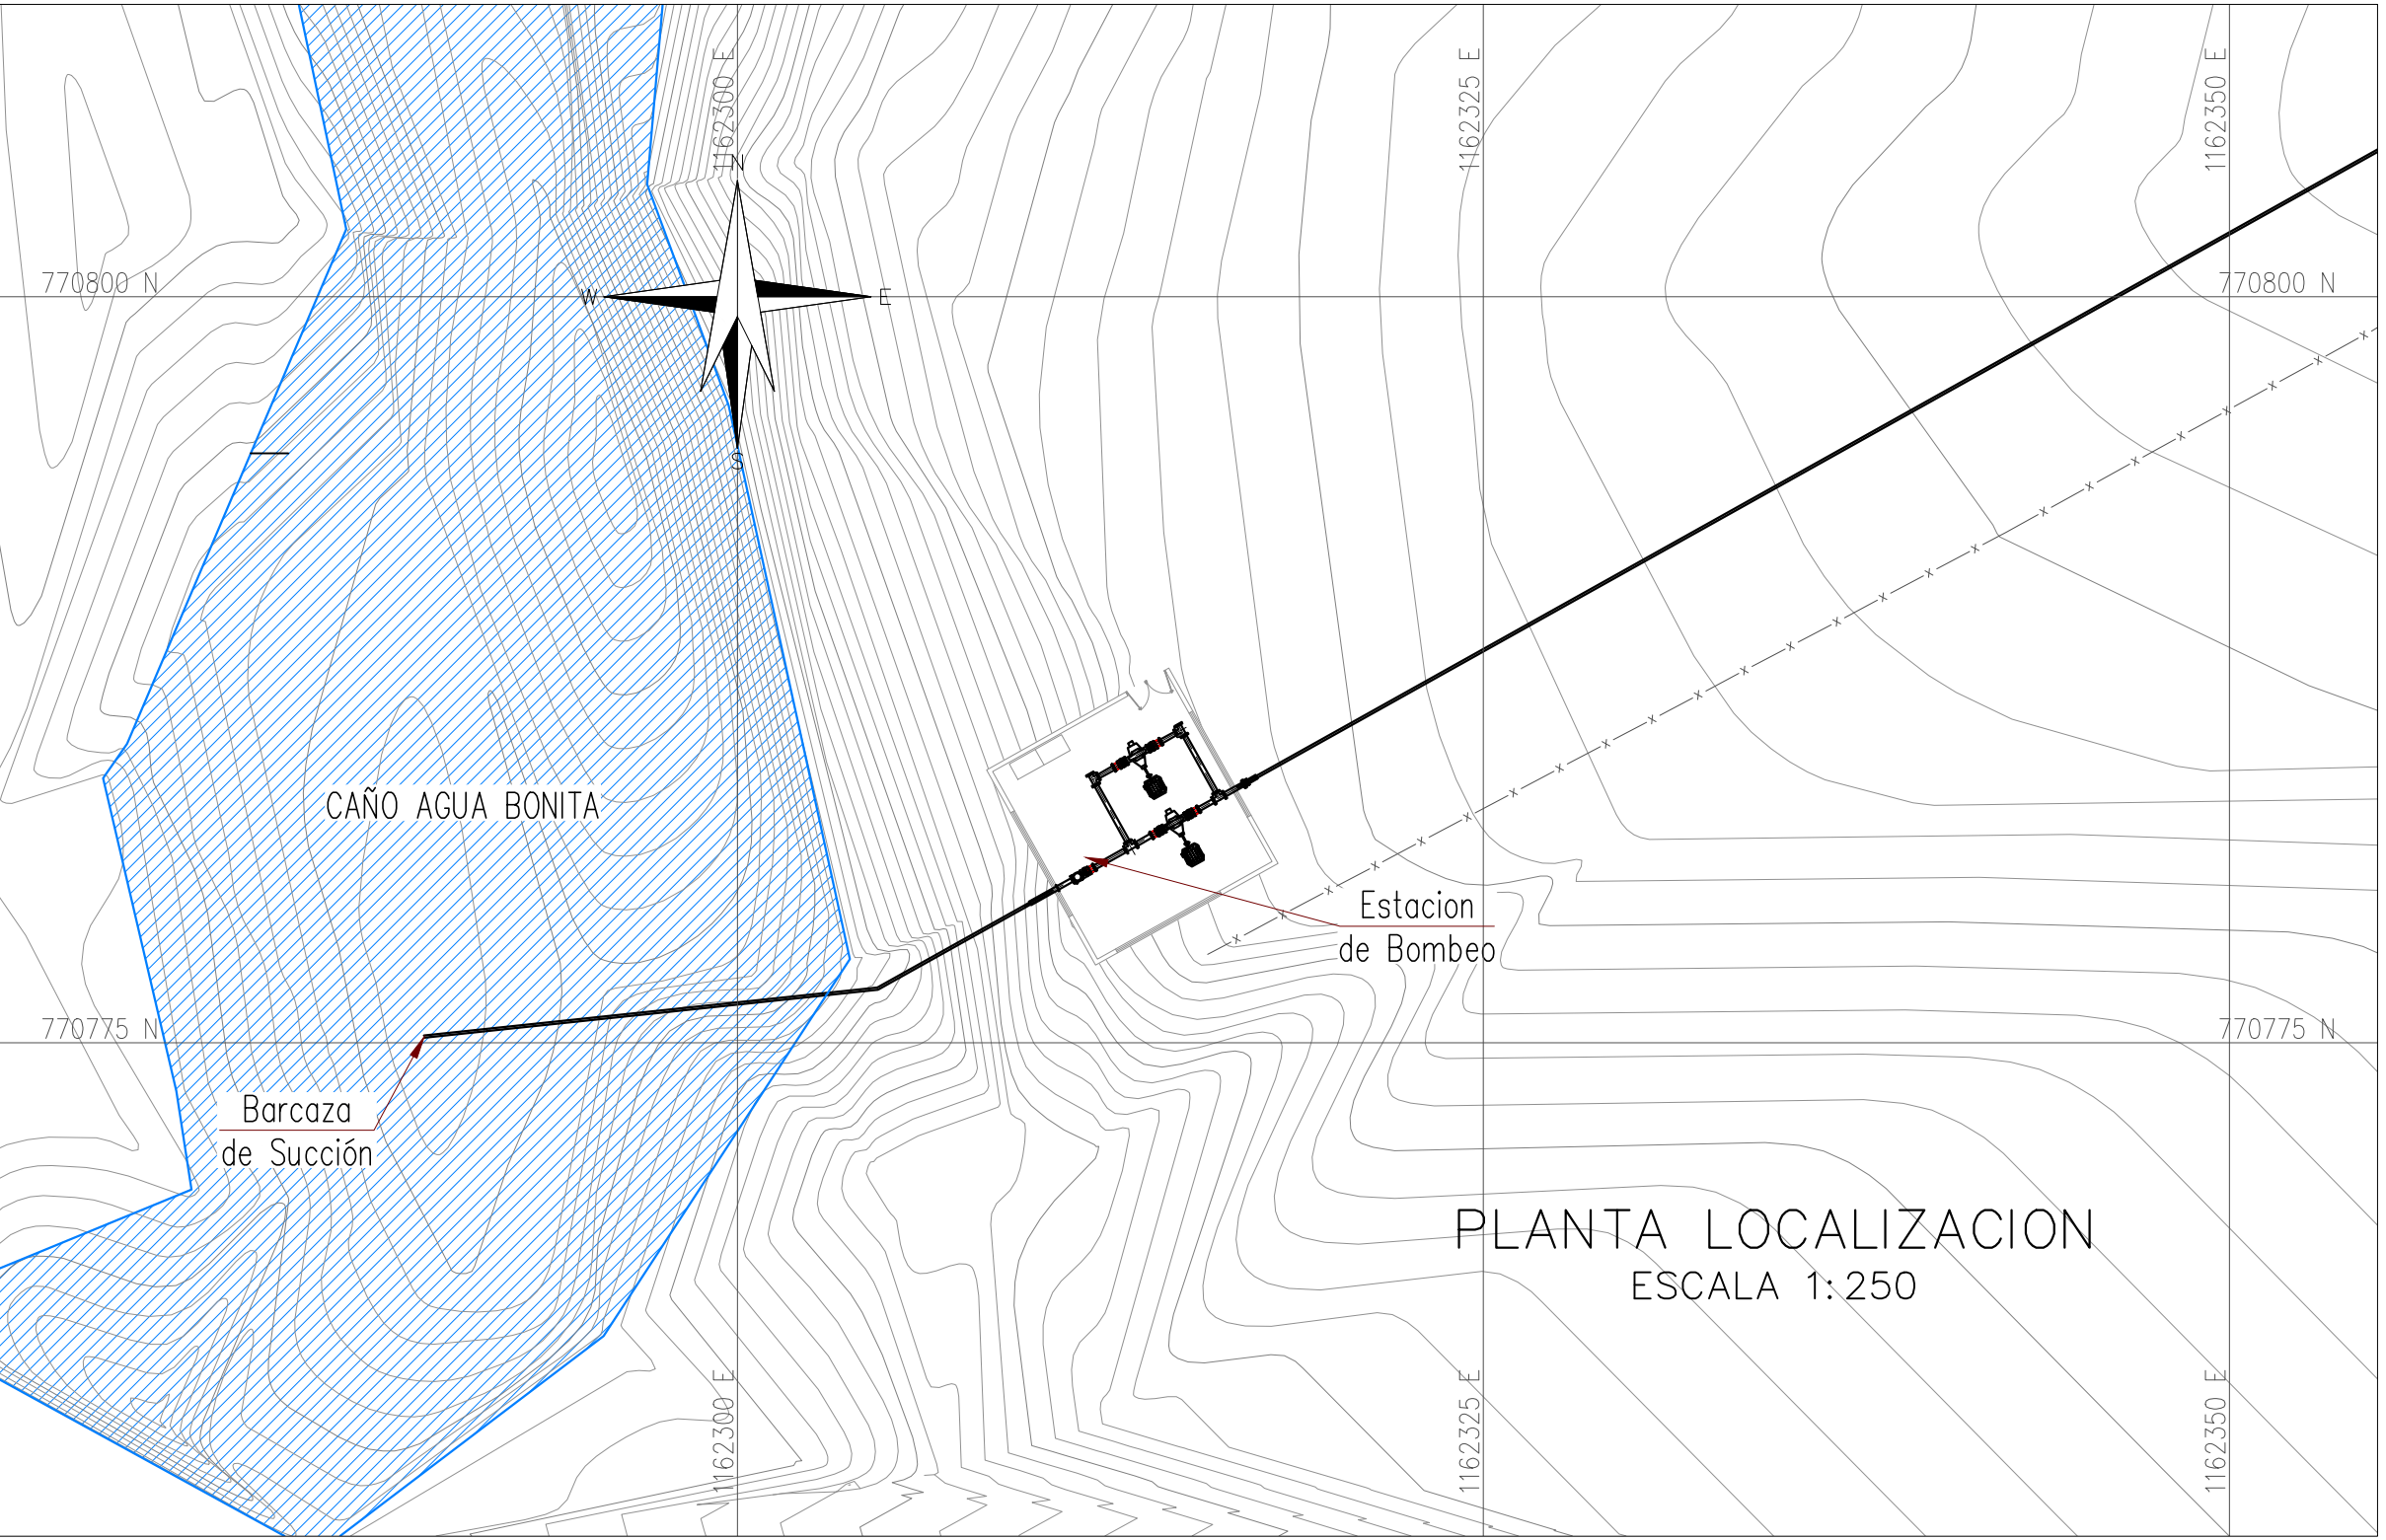 1162300 E
1162325 E
1162350 E
N
770800 N
W
E
770800 N
S
CAÑO AGUA BONITA
Estacion
de Bombeo
770775 N
770775 N
Barcaza
de Succión
PLANTA LOCALIZACION
ESCALA 1:250
1162300 E
1162325 E
1162350 E